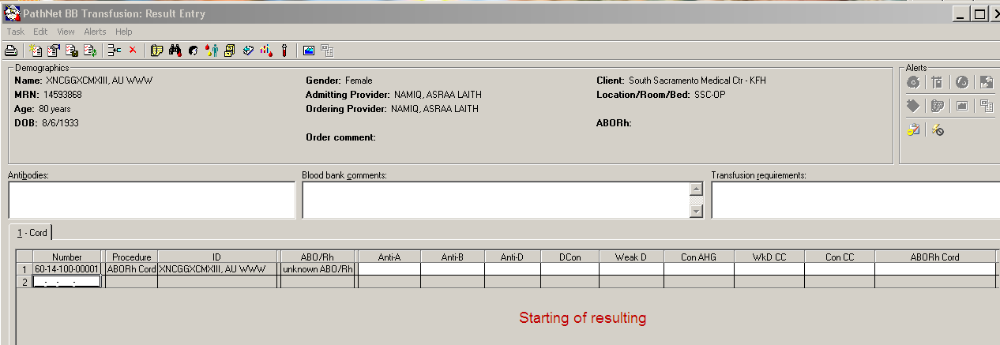 PathNet BB Transfusion: Result Entry
Task Edit View Alerts Help
Demographics
Name: XNCGGXCMXIII, AU WWW
MRN: 14593868
Age: 80 years
DOB: 8/6/1933
Gender: Female
Admitting Provider: NAMIQ, ASRAA LAITH
Ordering Provider: NAMIQ, ASRAA LAITH
Order comment:
Client: South Sacramento Medical Ctr - KFH
Location/Room/Bed: SSC-OP
ABORh:
Alerts
Antibodies:
Blood bank comments:
Transfusion requirements:
1 - Cord
Number Procedure ID ABO/Rh Anti-A Anti-B Anti-D DCon Weak D Con AHG WkD CC Con CC ABORh Cord
1 60-14-100-00001 ABORh Cord XNCGGXCMXIII, AU WWW unknown ABO/Rh
2 __-__-___-_____
Starting of resulting